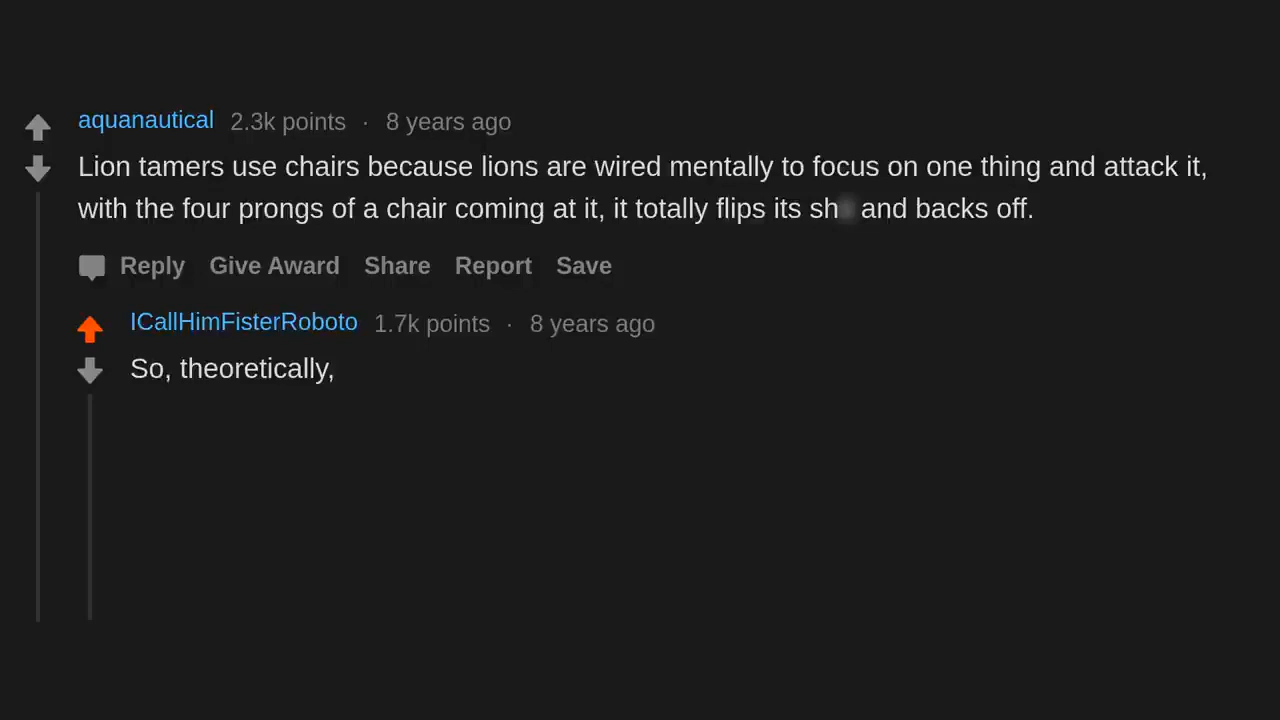 aquanautical 2.3k points · 8 years ago
Lion tamers use chairs because lions are wired mentally to focus on one thing and attack it,
with the four prongs of a chair coming at it, it totally flips its sh and backs off.
Reply Give Award Share Report Save
ICallHimFisterRoboto 1.7k points · 8 years ago
So, theoretically,